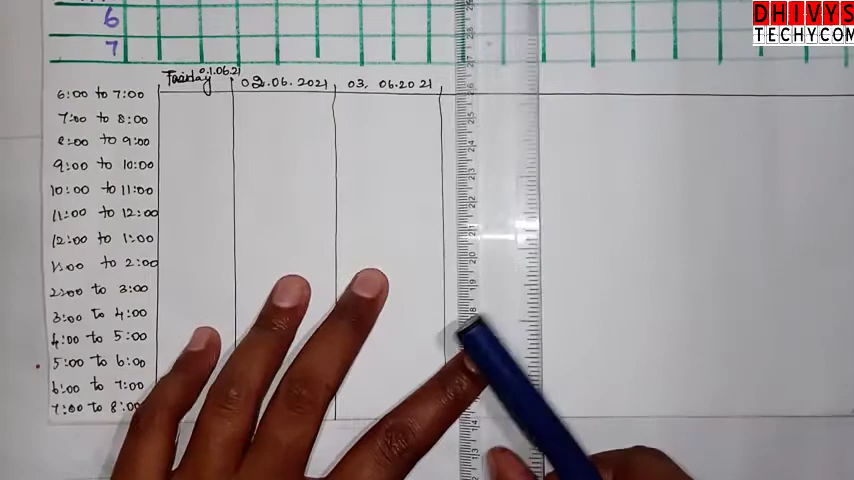 DHIVYS
TECHYCOM
6
7
01.06.21
Friday 02.06.2021 03.06.2021
6:00 to 7:00
7:00 to 8:00
8:00 to 9:00
9:00 to 10:00
10:00 to 11:00
11:00 to 12:00
12:00 to 1:00
1:00 to 2:00
2:00 to 3:00
3:00 to 4:00
4:00 to 5:00
5:00 to 6:00
6:00 to 7:00
7:00 to 8:00